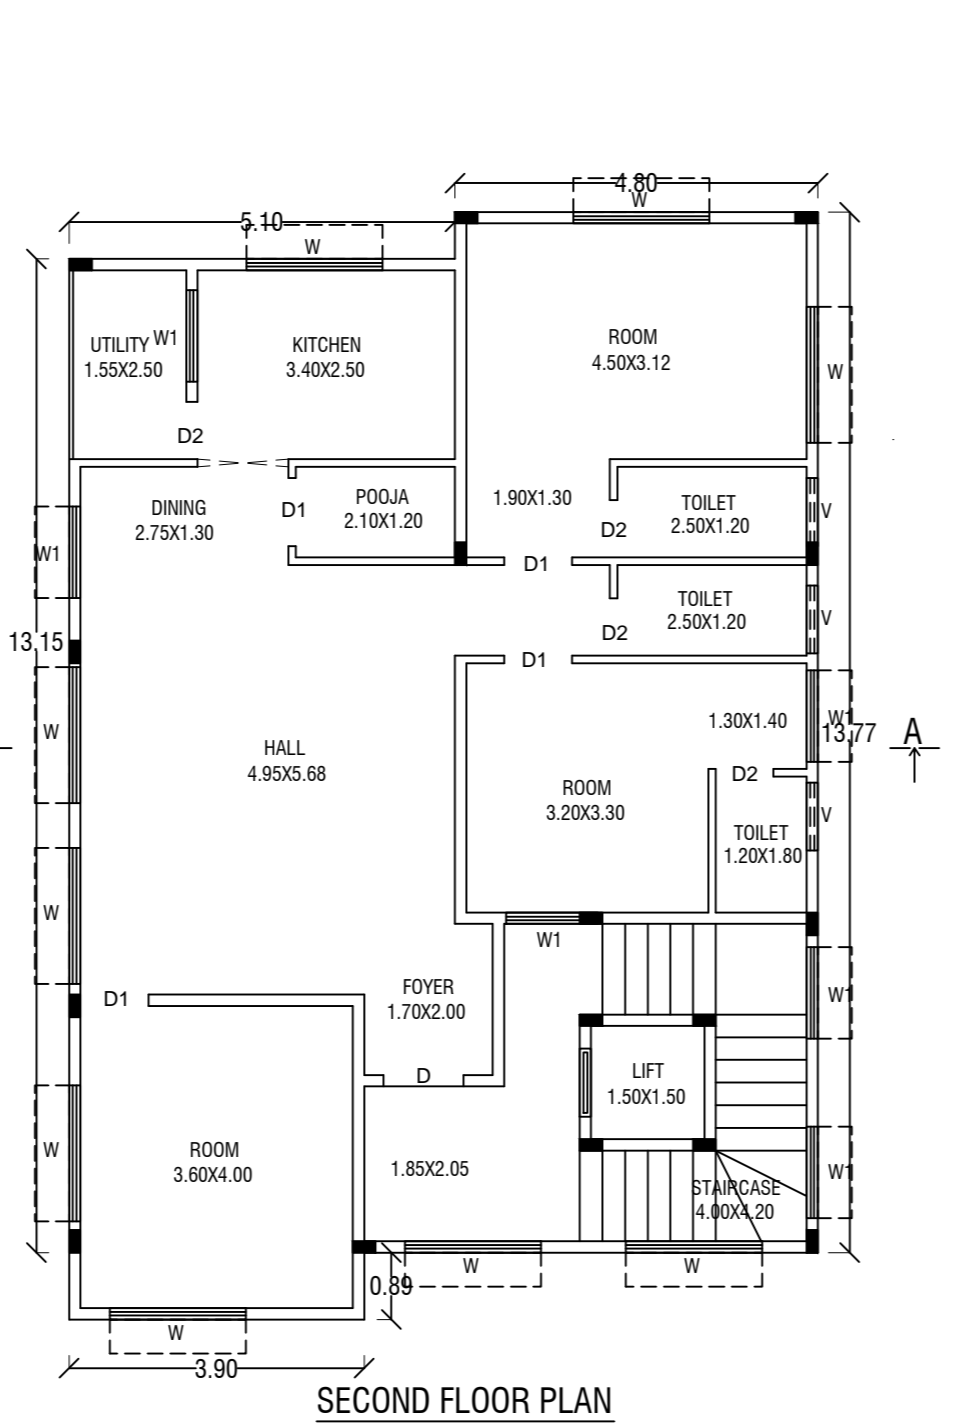 4.80
W
5.10
W
UTILITY
1.55X2.50
W1
KITCHEN
3.40X2.50
ROOM
4.50X3.12
W
D2
DINING
2.75X1.30
D1
POOJA
2.10X1.20
1.90X1.30
D2
TOILET
2.50X1.20
V
W1
D1
TOILET
2.50X1.20
V
D2
13.15
D1
W
HALL
4.95X5.68
1.30X1.40
W1
13.77
A
D2
ROOM
3.20X3.30
TOILET
1.20X1.80
V
W
W1
D1
FOYER
1.70X2.00
W1
D
LIFT
1.50X1.50
W
ROOM
3.60X4.00
1.85X2.05
STAIRCASE
4.00X4.20
W1
W
W
0.89
W
3.90
SECOND FLOOR PLAN